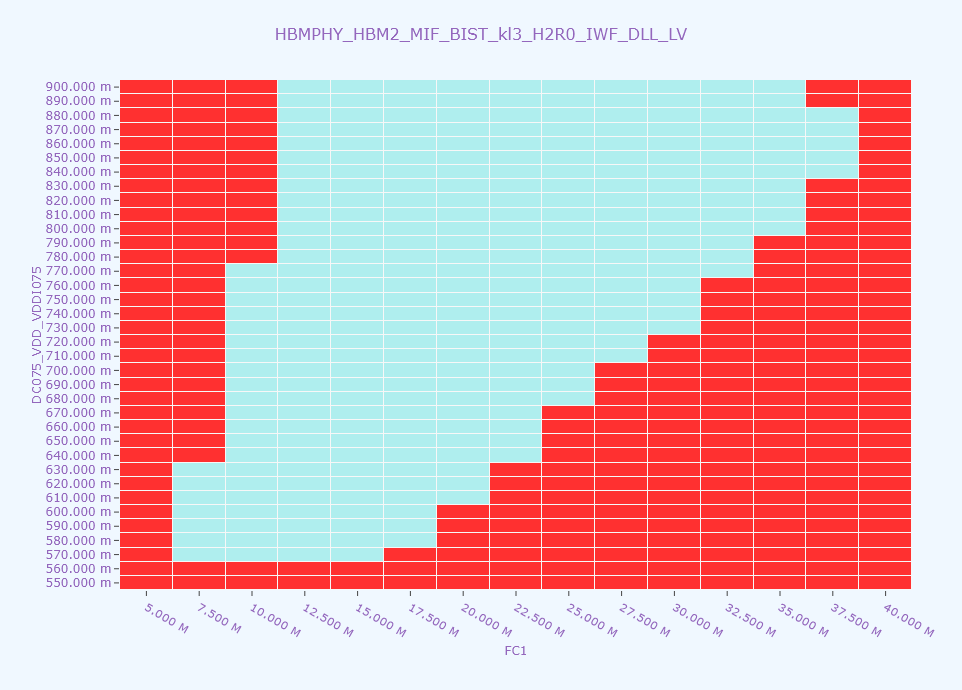 HBMPHY_HBM2_MIF_BIST_kl3_H2R0_IWF_DLL_LV
DC075_VDD_VDDI075
900.000 m
890.000 m
880.000 m
870.000 m
860.000 m
850.000 m
840.000 m
830.000 m
820.000 m
810.000 m
800.000 m
790.000 m
780.000 m
770.000 m
760.000 m
750.000 m
740.000 m
730.000 m
720.000 m
710.000 m
700.000 m
690.000 m
680.000 m
670.000 m
660.000 m
650.000 m
640.000 m
630.000 m
620.000 m
610.000 m
600.000 m
590.000 m
580.000 m
570.000 m
560.000 m
550.000 m
5.000 M
7.500 M
10.000 M
12.500 M
15.000 M
17.500 M
20.000 M
22.500 M
25.000 M
27.500 M
30.000 M
32.500 M
35.000 M
37.500 M
40.000 M
FC1